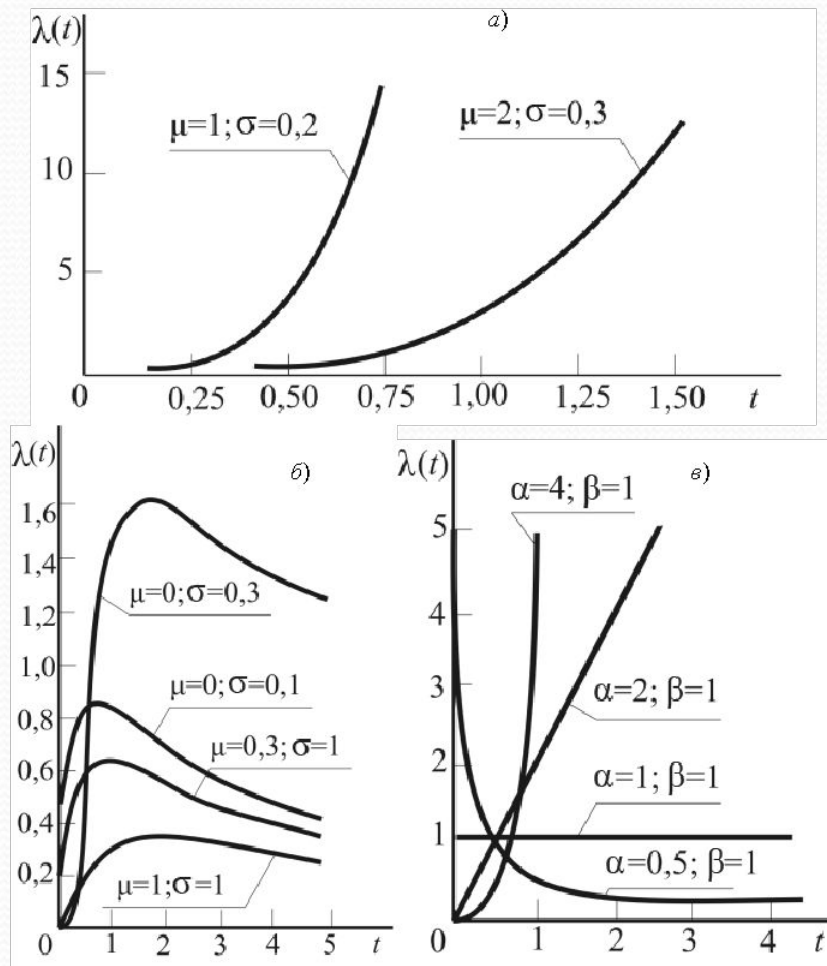 а)
λ(t)
15
10
5
μ=1; σ=0,2
μ=2; σ=0,3
0 0,25 0,50 0,75 1,00 1,25 1,50 t
б)
λ(t)
1,6
1,4
1,2
1,0
0,8
0,6
0,4
0,2
μ=0;σ=0,3
μ=0;σ=0,1
μ=0,3; σ=1
μ=1;σ=1
0 1 2 3 4 5 t
в)
λ(t)
5
4
3
2
1
α=4; β=1
α=2; β=1
α=1; β=1
α=0,5; β=1
0 1 2 3 4 t